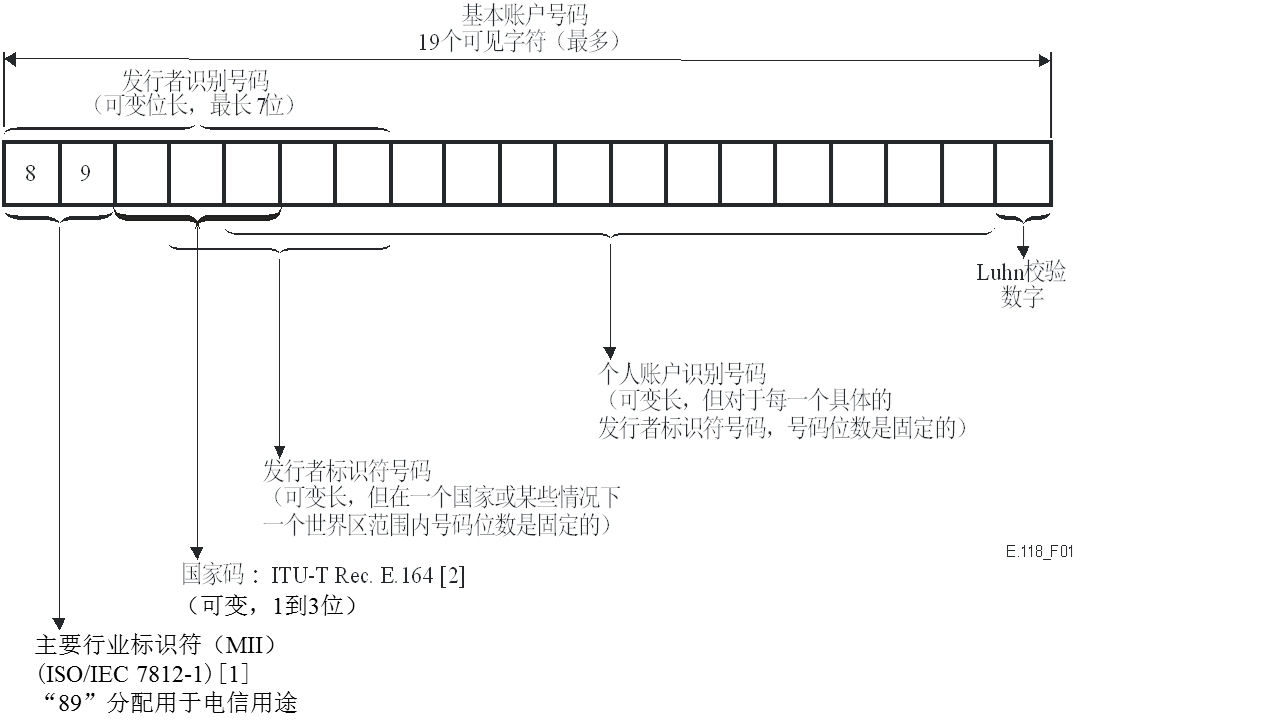 基本账户号码
19个可见字符（最多）
发行者识别号码
（可变位长，最长 7位）
8 9
Luhn校验
数字
个人账户识别号码
（可变长，但对于每一个具体的
发行者标识符号码，号码位数是固定的）
发行者标识符号码
（可变长，但在一个国家或某些情况下
一个世界区范围内号码位数是固定的）
E.118_F01
国家码： ITU-T Rec. E.164 [2]
（可变，1到3位）
主要行业标识符（MII）
(ISO/IEC 7812-1) [1]
“89”分配用于电信用途